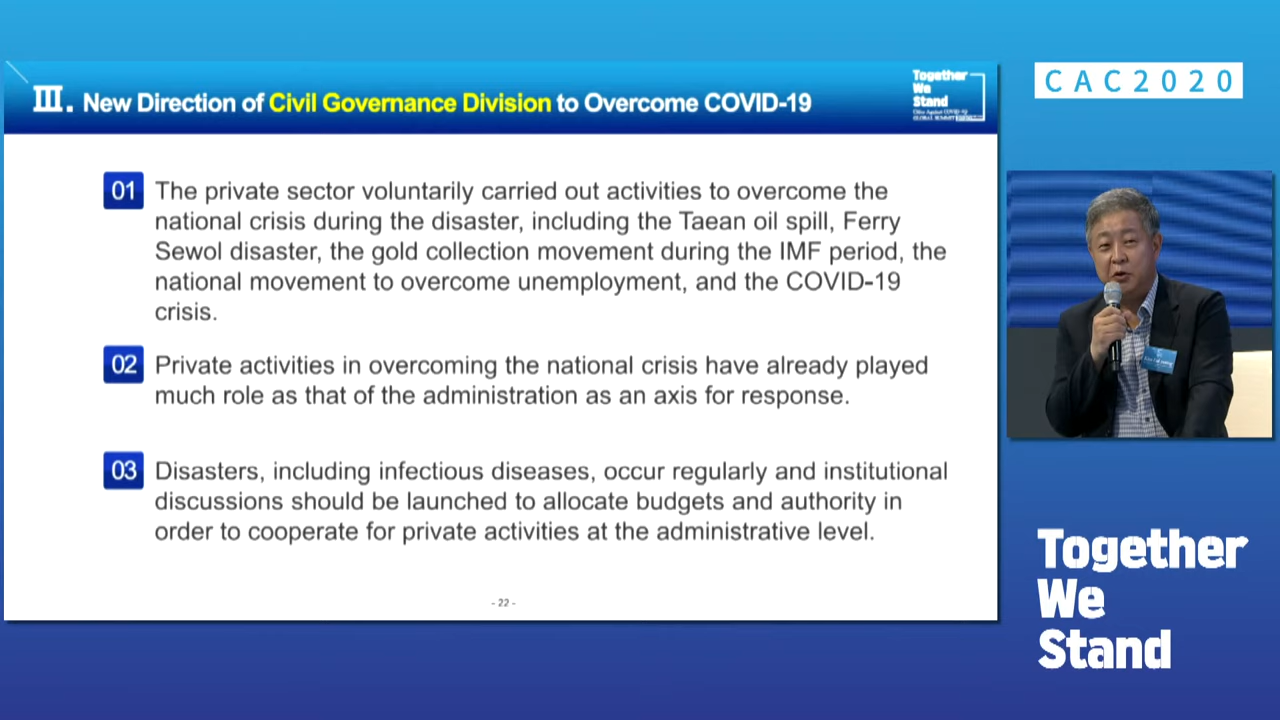 III. New Direction of Civil Governance Division to Overcome COVID-19
Together
We
Stand
CAC2020
01
The private sector voluntarily carried out activities to overcome the
national crisis during the disaster, including the Taean oil spill, Ferry
Sewol disaster, the gold collection movement during the IMF period, the
national movement to overcome unemployment, and the COVID-19
crisis.
02
Private activities in overcoming the national crisis have already played
much role as that of the administration as an axis for response.
03
Disasters, including infectious diseases, occur regularly and institutional
discussions should be launched to allocate budgets and authority in
order to cooperate for private activities at the administrative level.
- 22 -
Together
We
Stand